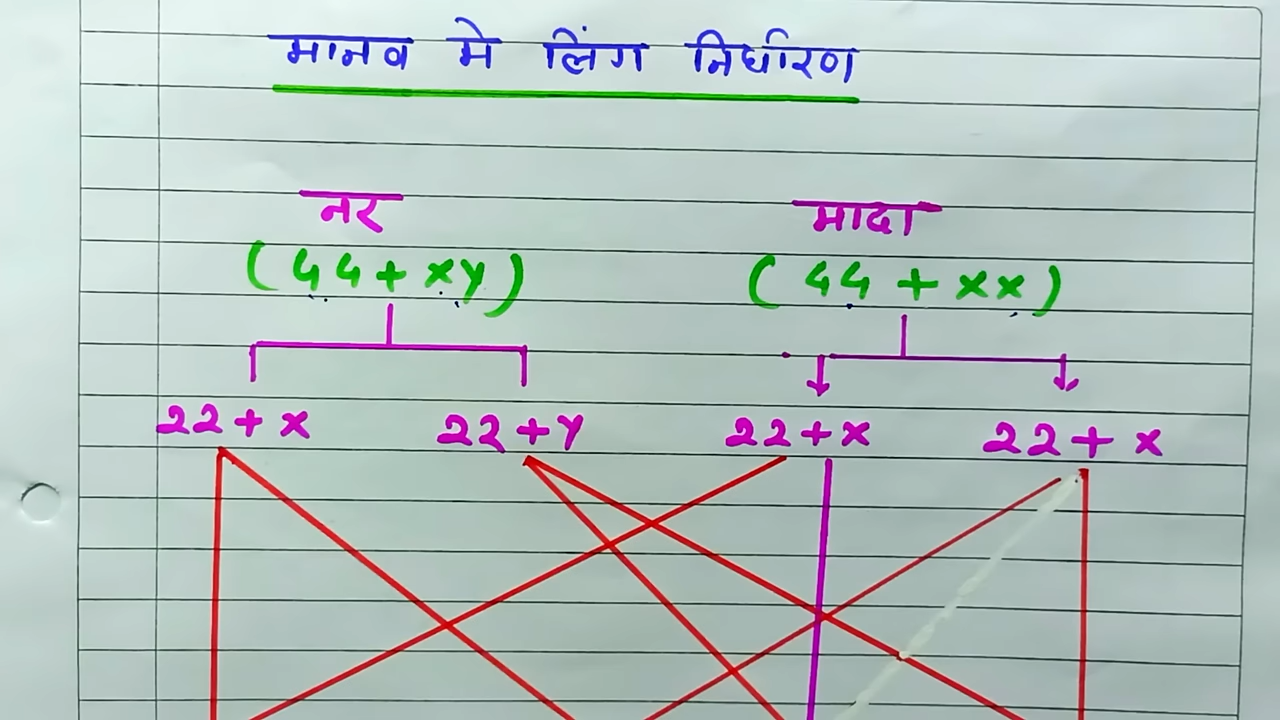 मानव मे लिंग निर्धारण
नर मादा
(44+xy) (44+xx)
22+x 22+y 22+x 22+x